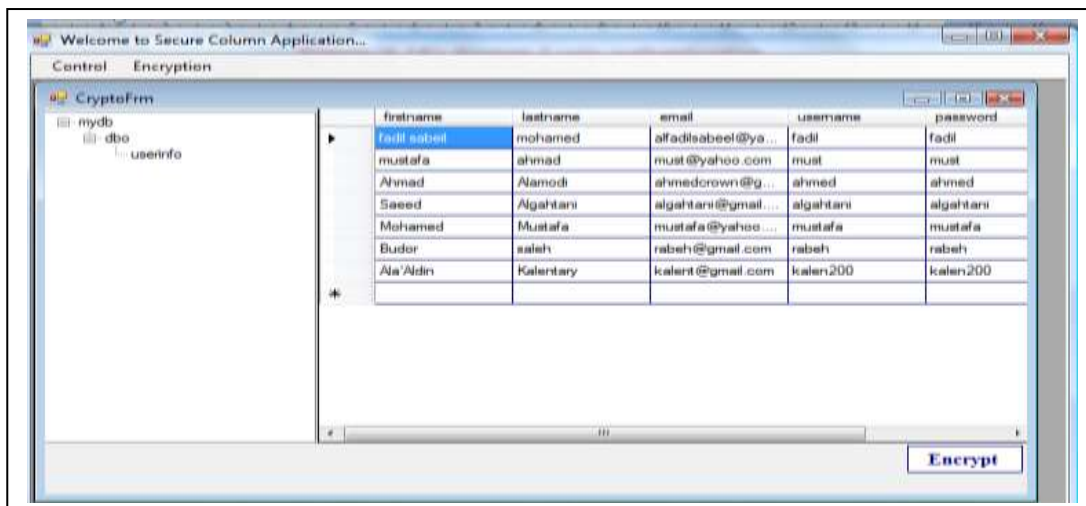 Welcome to Secure Column Application...
Control Encryption
CryptoFrm
mydb
dbo
userinfo
firstname lastname email username password
fadil sabeil mohamed alfadilsabeel@ya... fadil fadil
mustafa ahmad must@yahoo.com must must
Ahmad Alamodi ahmedcrown@g... ahmed ahmed
Saeed Algahtani algahtani@gmail.... algahtani algahtani
Mohamed Mustafa mustafa@yahoo.... mustafa mustafa
Budor saleh rabeh@gmail.com rabeh rabeh
Ala'Aldin Kalentary kalent@gmail.com kalen200 kalen200
Encrypt